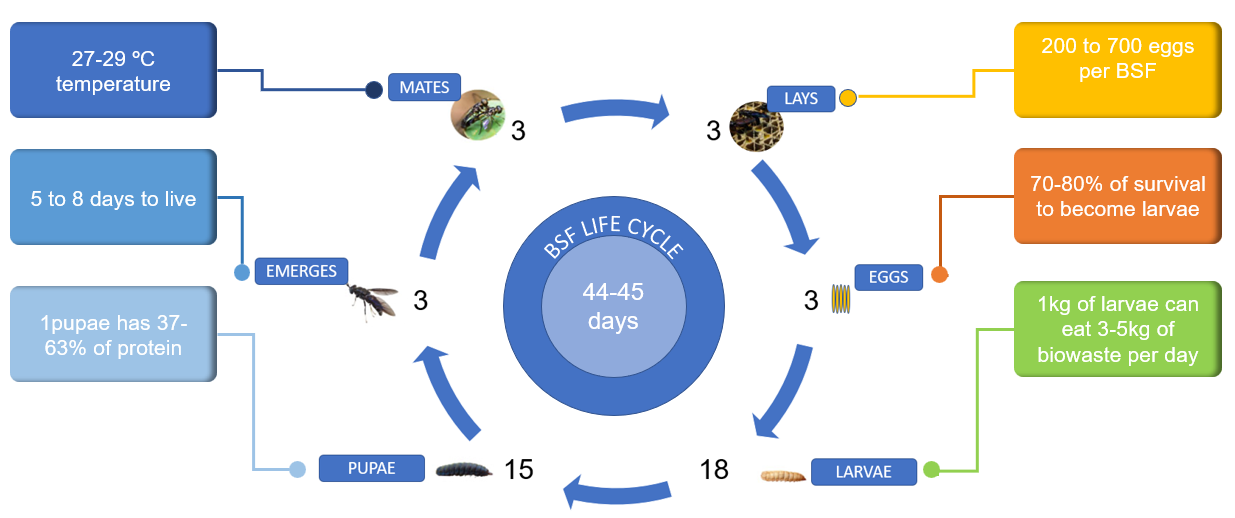 27-29 ºC
temperature
MATES
3
3
LAYS
200 to 700 eggs
per BSF
5 to 8 days to live
EMERGES
3
BSF LIFE CYCLE
44-45
days
3
EGGS
70-80% of survival
to become larvae
1pupae has 37-
63% of protein
PUPAE
15
18
LARVAE
1kg of larvae can
eat 3-5kg of
biowaste per day